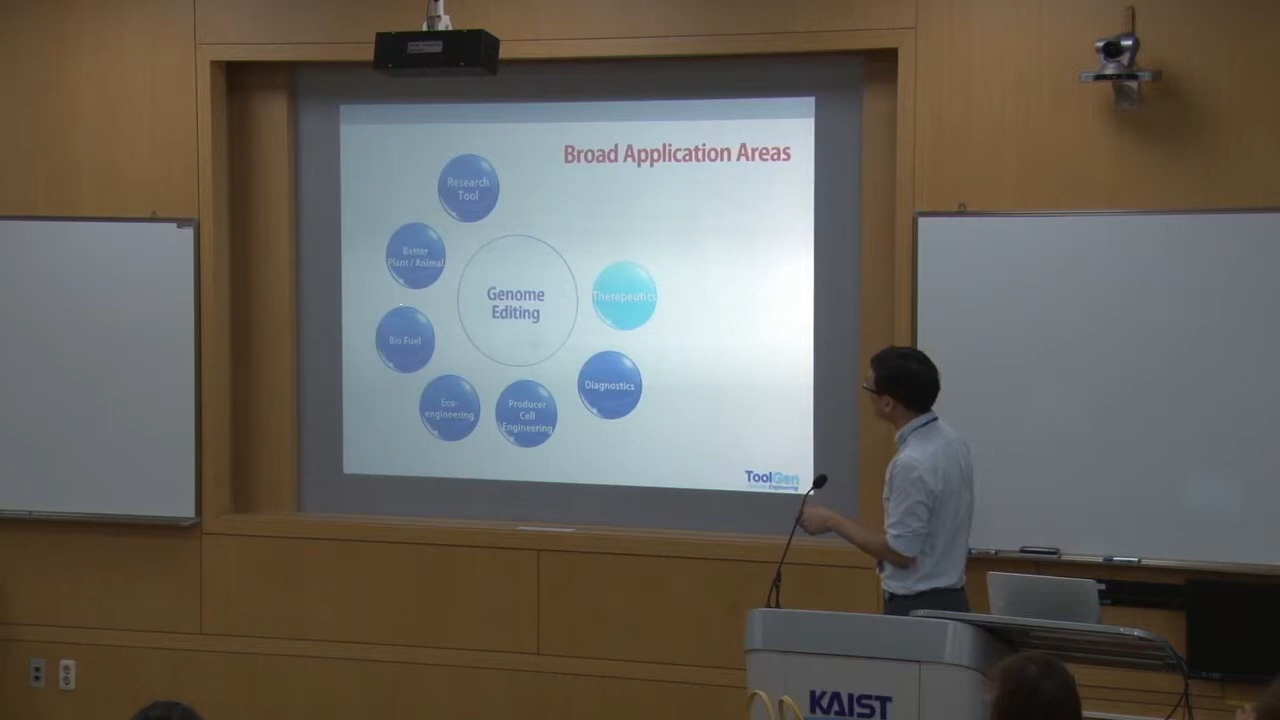 Broad Application Areas
Research
Tool
Better
Plant / Animal
Genome
Editing
Therepeutics
Bio Fuel
Diagnostics
Eco-
engineering
Producer
Cell
Engineering
ToolGen
KAIST